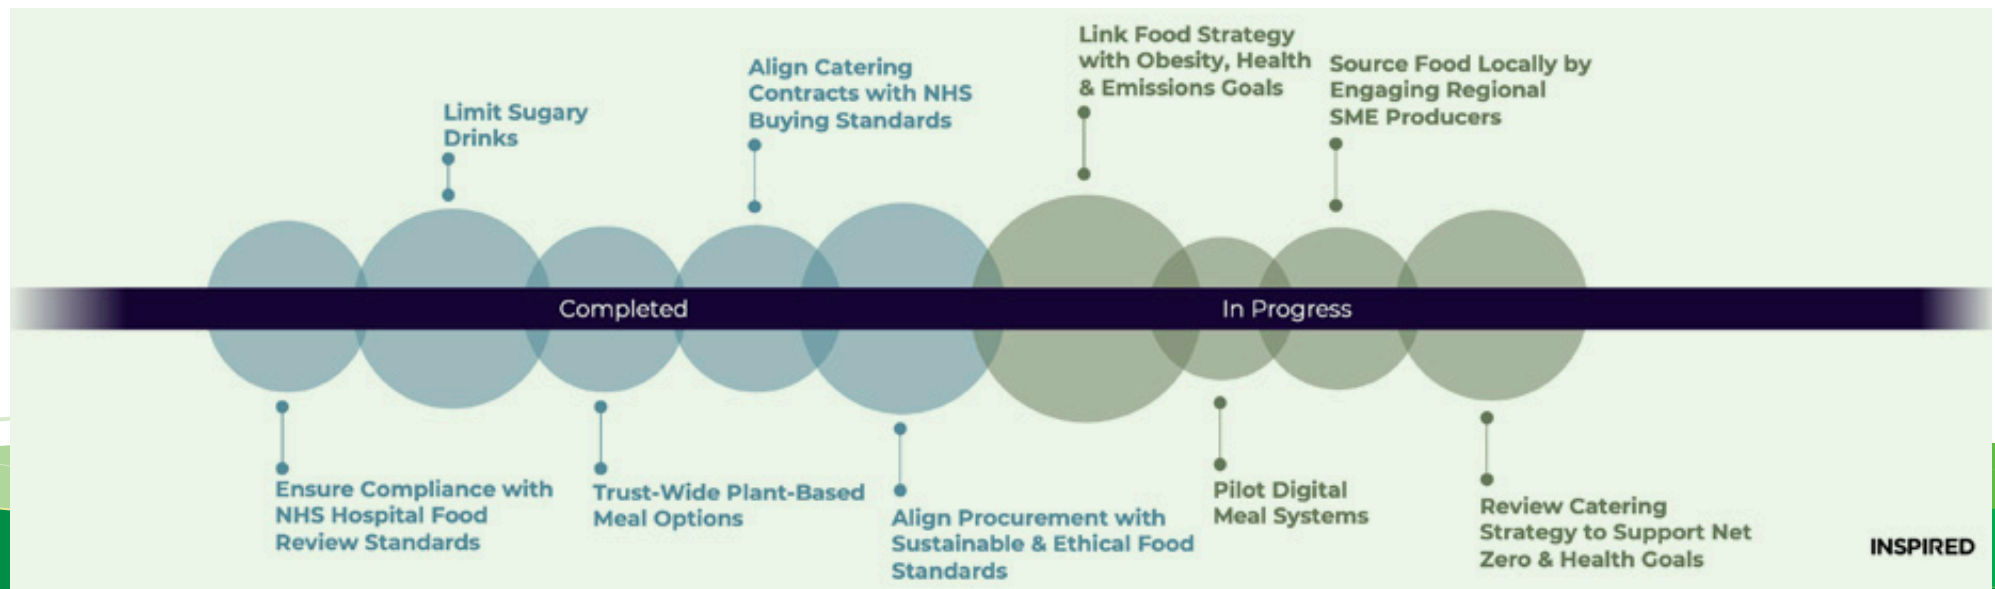 Link Food Strategy
with Obesity, Health
& Emissions Goals
Source Food Locally by
Engaging Regional
SME Producers
Align Catering
Contracts with NHS
Buying Standards
Limit Sugary
Drinks
Completed
In Progress
Ensure Compliance with
NHS Hospital Food
Review Standards
Trust-Wide Plant-Based
Meal Options
Align Procurement with
Sustainable & Ethical Food
Standards
Pilot Digital
Meal Systems
Review Catering
Strategy to Support Net
Zero & Health Goals
INSPIRED